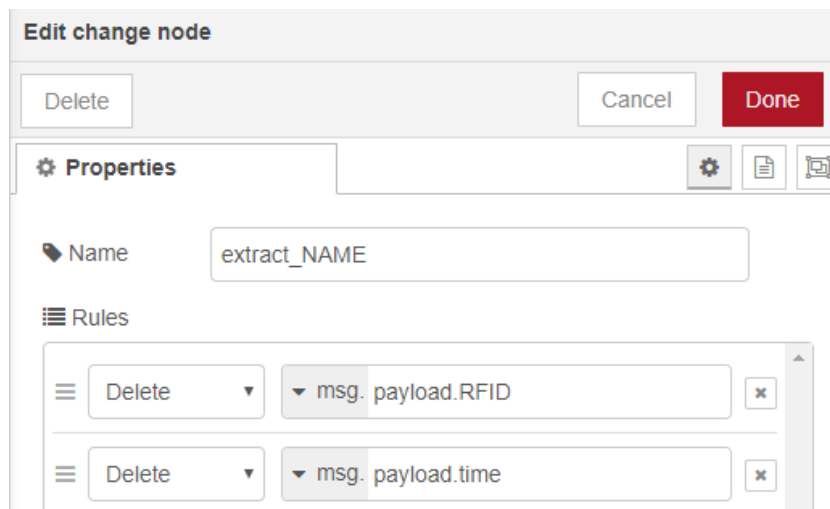 Edit change node
Delete Cancel Done
Properties
Name extract_NAME
Rules
Delete msg. payload.RFID
Delete msg. payload.time